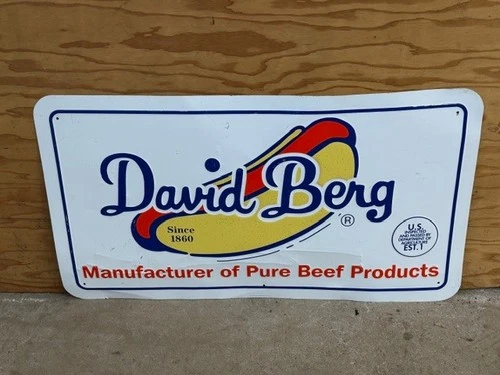 David Berg
®
Since
1860
U.S.
INSPECTED
AND PASSED BY
DEPARTMENT OF
AGRICULTURE
EST. 1
Manufacturer of Pure Beef Products